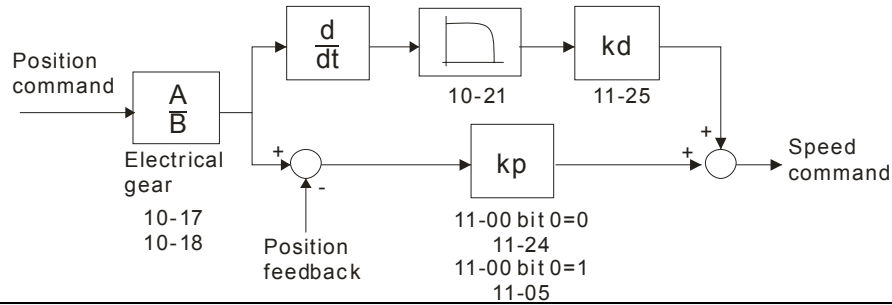 Position
command
A
B
Electrical
gear
10-17
10-18
d
dt
10-21
kd
11-25
+
-
Position
feedback
kp
11-00 bit 0=0
11-24
11-00 bit 0=1
11-05
+
+
Speed
command